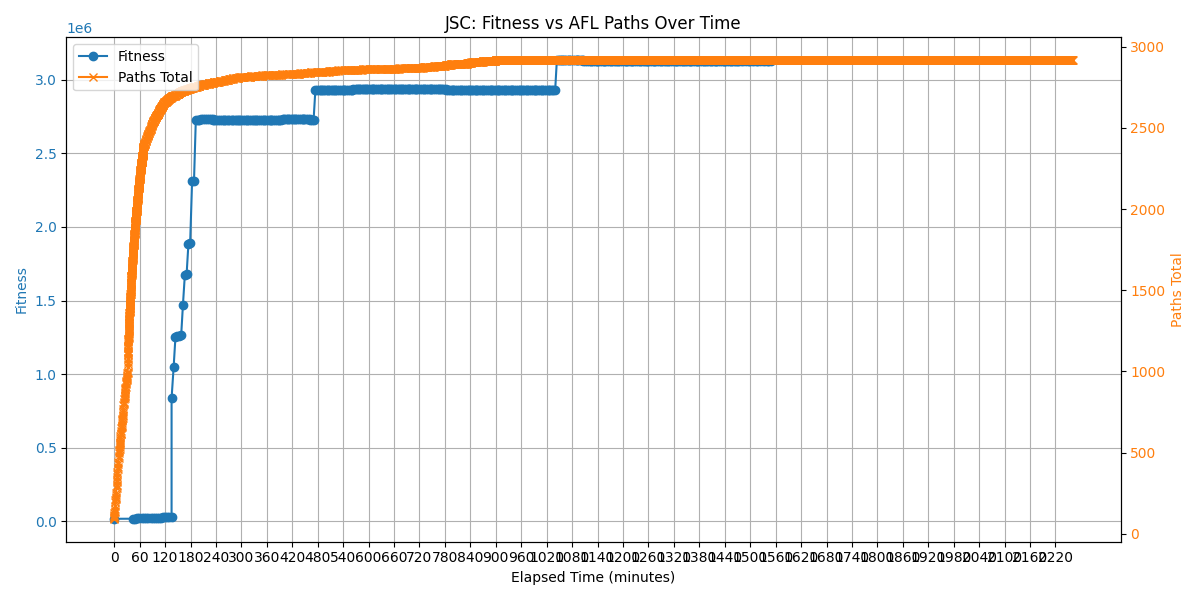 JSC: Fitness vs AFL Paths Over Time
1e6
Fitness
Paths Total
3.0
2.5
2.0
1.5
1.0
0.5
0.0
Fitness
3000
2500
2000
1500
1000
500
0
Paths Total
0 60 120 180 240 300 360 420 480 540 600 660 720 780 840 900 960 1020 1080 1140 1200 1260 1320 1380 1440 1500 1560 1620 1680 1740 1800 1860 1920 1980 2040 2100 2160 2220
Elapsed Time (minutes)